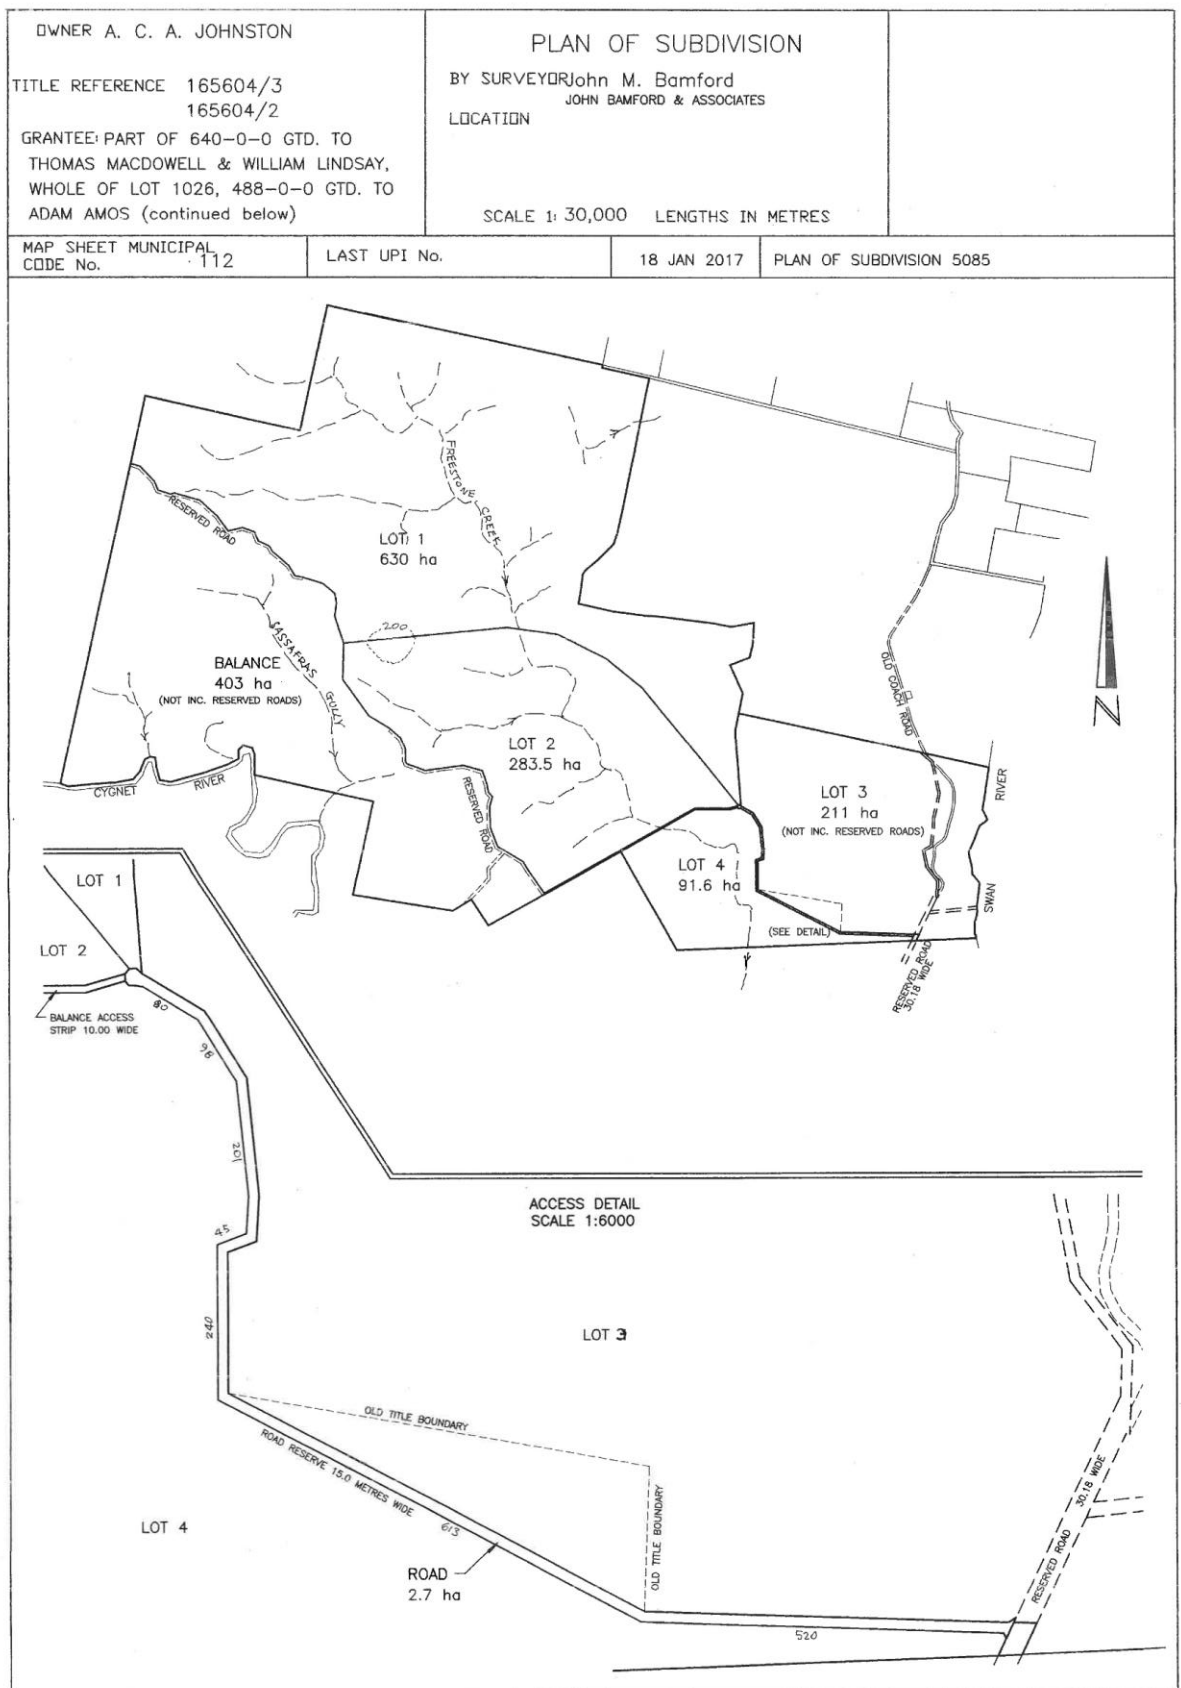 OWNER A. C. A. JOHNSTON
TITLE REFERENCE 165604/3
165604/2
GRANTEE: PART OF 640-0-0 GTD. TO
THOMAS MACDOWELL & WILLIAM LINDSAY,
WHOLE OF LOT 1026, 488-0-0 GTD. TO
ADAM AMOS (continued below)
PLAN OF SUBDIVISION
BY SURVEYOR John M. Bamford
JOHN BAMFORD & ASSOCIATES
LOCATION
SCALE 1: 30,000 LENGTHS IN METRES
MAP SHEET MUNICIPAL
CODE No. 112
LAST UPI No.
18 JAN 2017
PLAN OF SUBDIVISION 5085
FREESTONE CREEK
RESERVED ROAD
LOT 1
630 ha
200
SASSAFRAS GULLY
BALANCE
403 ha
(NOT INC. RESERVED ROADS)
OLD COACH ROAD
LOT 2
283.5 ha
CYGNET RIVER
RESERVED ROAD
LOT 3
211 ha
(NOT INC. RESERVED ROADS)
RIVER
SWAN
LOT 4
91.6 ha
(SEE DETAIL)
RESERVED ROAD
30.18 WIDE
N
LOT 1
LOT 2
BALANCE ACCESS
STRIP 10.00 WIDE
80
98
201
45
240
ACCESS DETAIL
SCALE 1:6000
LOT 3
OLD TITLE BOUNDARY
ROAD RESERVE 15.0 METRES WIDE
613
OLD TITLE BOUNDARY
LOT 4
ROAD
2.7 ha
520
RESERVED ROAD 30.18 WIDE